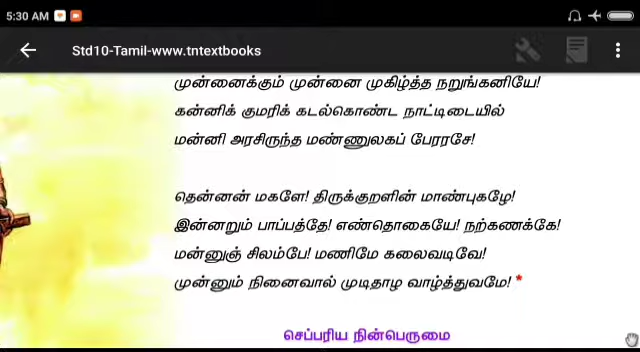 5:30 AM
Std10-Tamil-www.tntextbooks
முன்னைக்கும் முன்னை முகிழ்த்த நறுங்கனியே!
கன்னிக் குமரிக் கடல்கொண்ட நாட்டிடையில்
மன்னி அரசிருந்த மண்ணுலகப் பேரரசே!
தென்னன் மகளே! திருக்குறளின் மாண்புகழே!
இன்னறும் பாப்பத்தே! எண்தொகையே! நற்கணக்கே!
மன்னுஞ் சிலம்பே! மணிமே கலைவடிவே!
முன்னும் நினைவால் முடிதாழ வாழ்த்துவமே! *
செப்பரிய நின்பெருமை